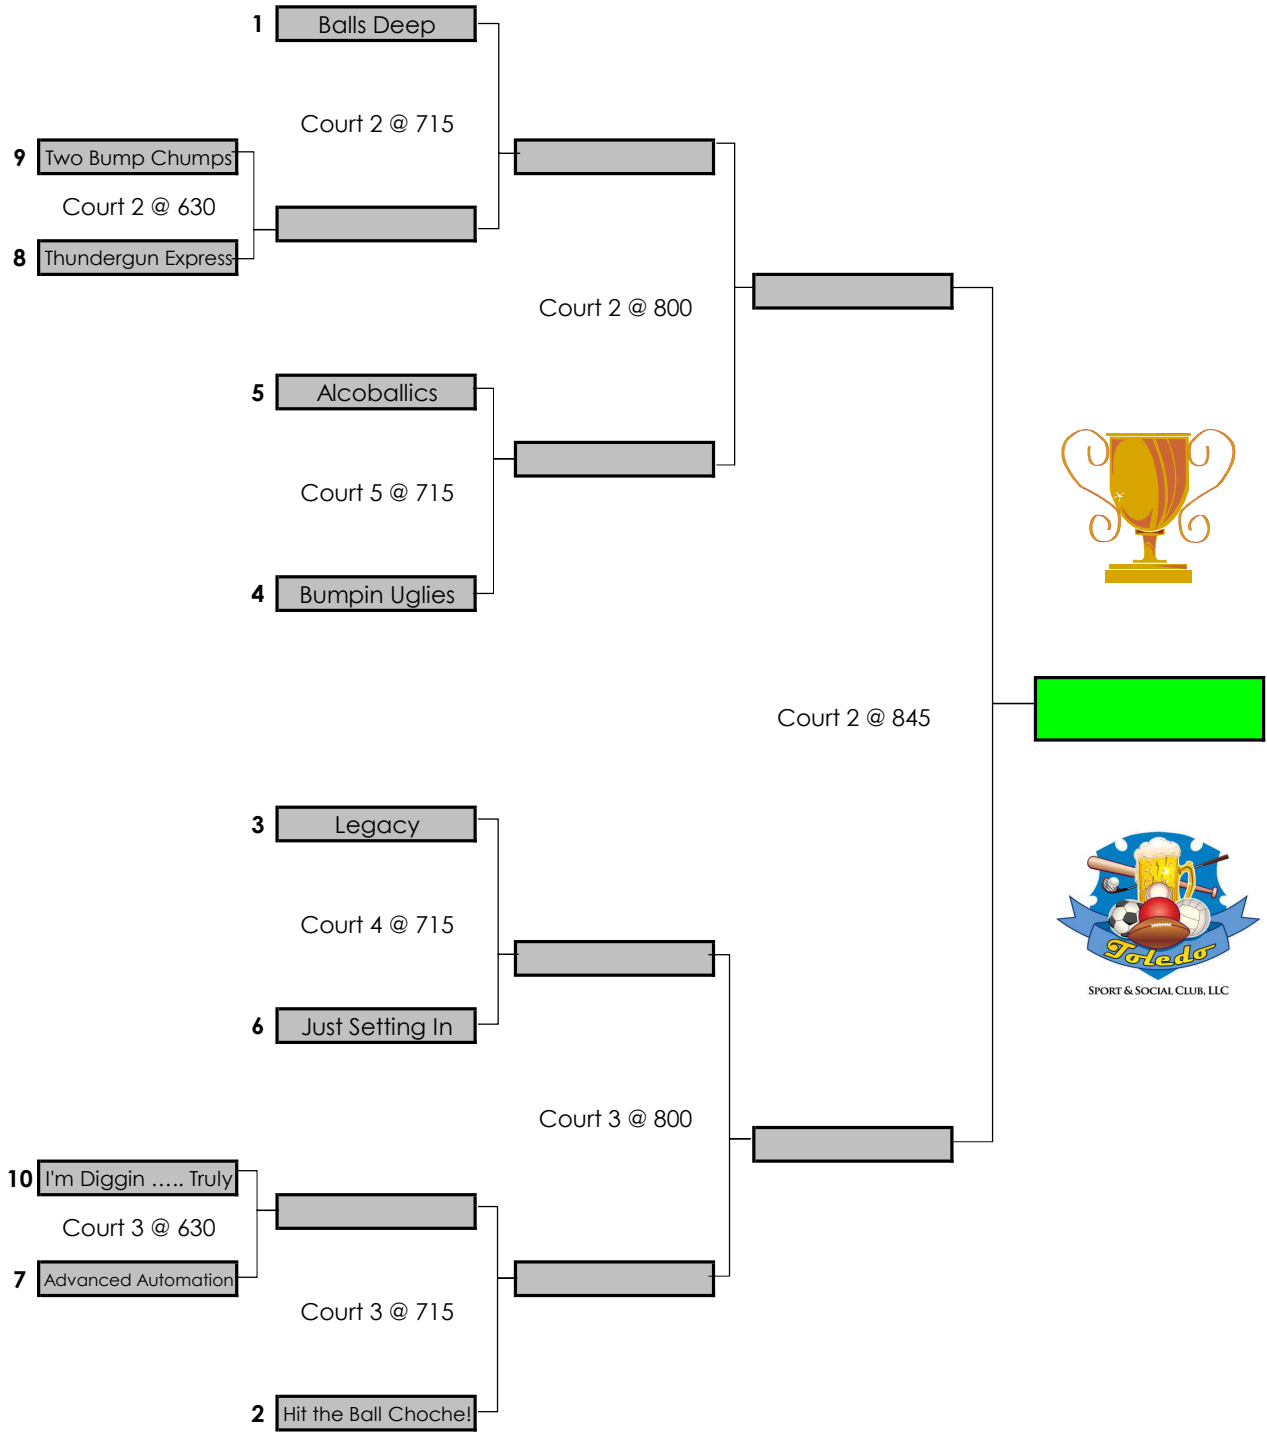 1 Balls Deep
Court 2 @ 715
9 Two Bump Chumps
Court 2 @ 630
8 Thundergun Express
Court 2 @ 800
5 Alcoballics
Court 5 @ 715
4 Bumpin Uglies
Court 2 @ 845
3 Legacy
Court 4 @ 715
6 Just Setting In
Court 3 @ 800
10 I'm Diggin ..... Truly
Court 3 @ 630
7 Advanced Automation
Court 3 @ 715
2 Hit the Ball Choche!
Toledo
SPORT & SOCIAL CLUB, LLC